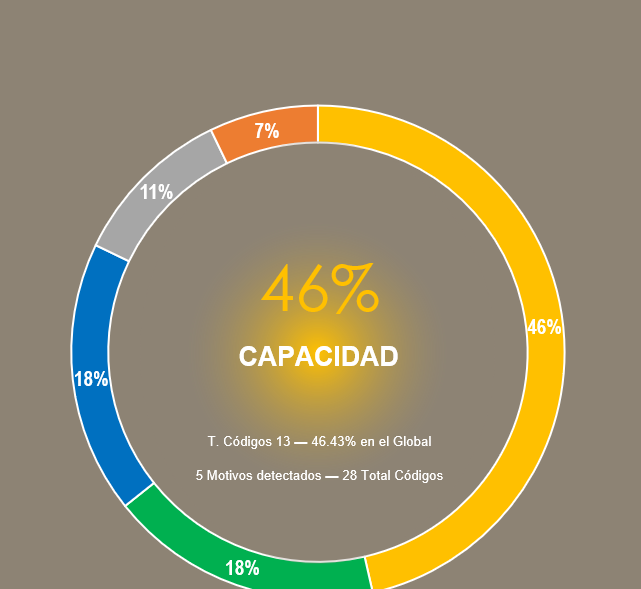 7%
11%
46%
46%
CAPACIDAD
18%
T. Códigos 13 — 46.43% en el Global
5 Motivos detectados — 28 Total Códigos
18%